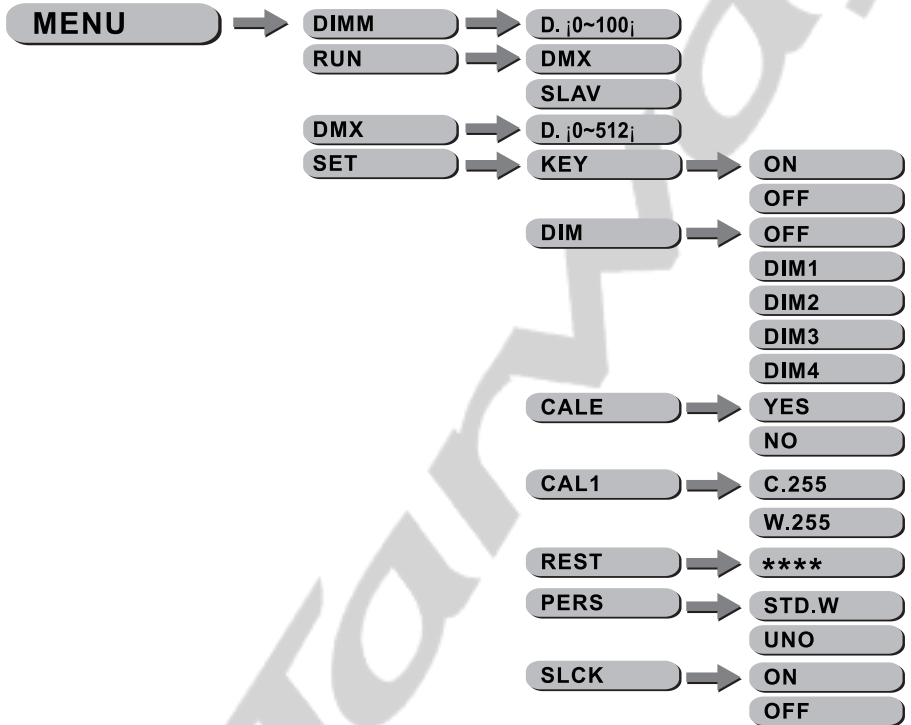 MENU DIMM D. ¡0~100¡
RUN DMX
SLAV
DMX D. ¡0~512¡
SET KEY ON
OFF
DIM OFF
DIM1
DIM2
DIM3
DIM4
CALE YES
NO
CAL1 C.255
W.255
REST ****
PERS STD.W
UNO
SLCK ON
OFF